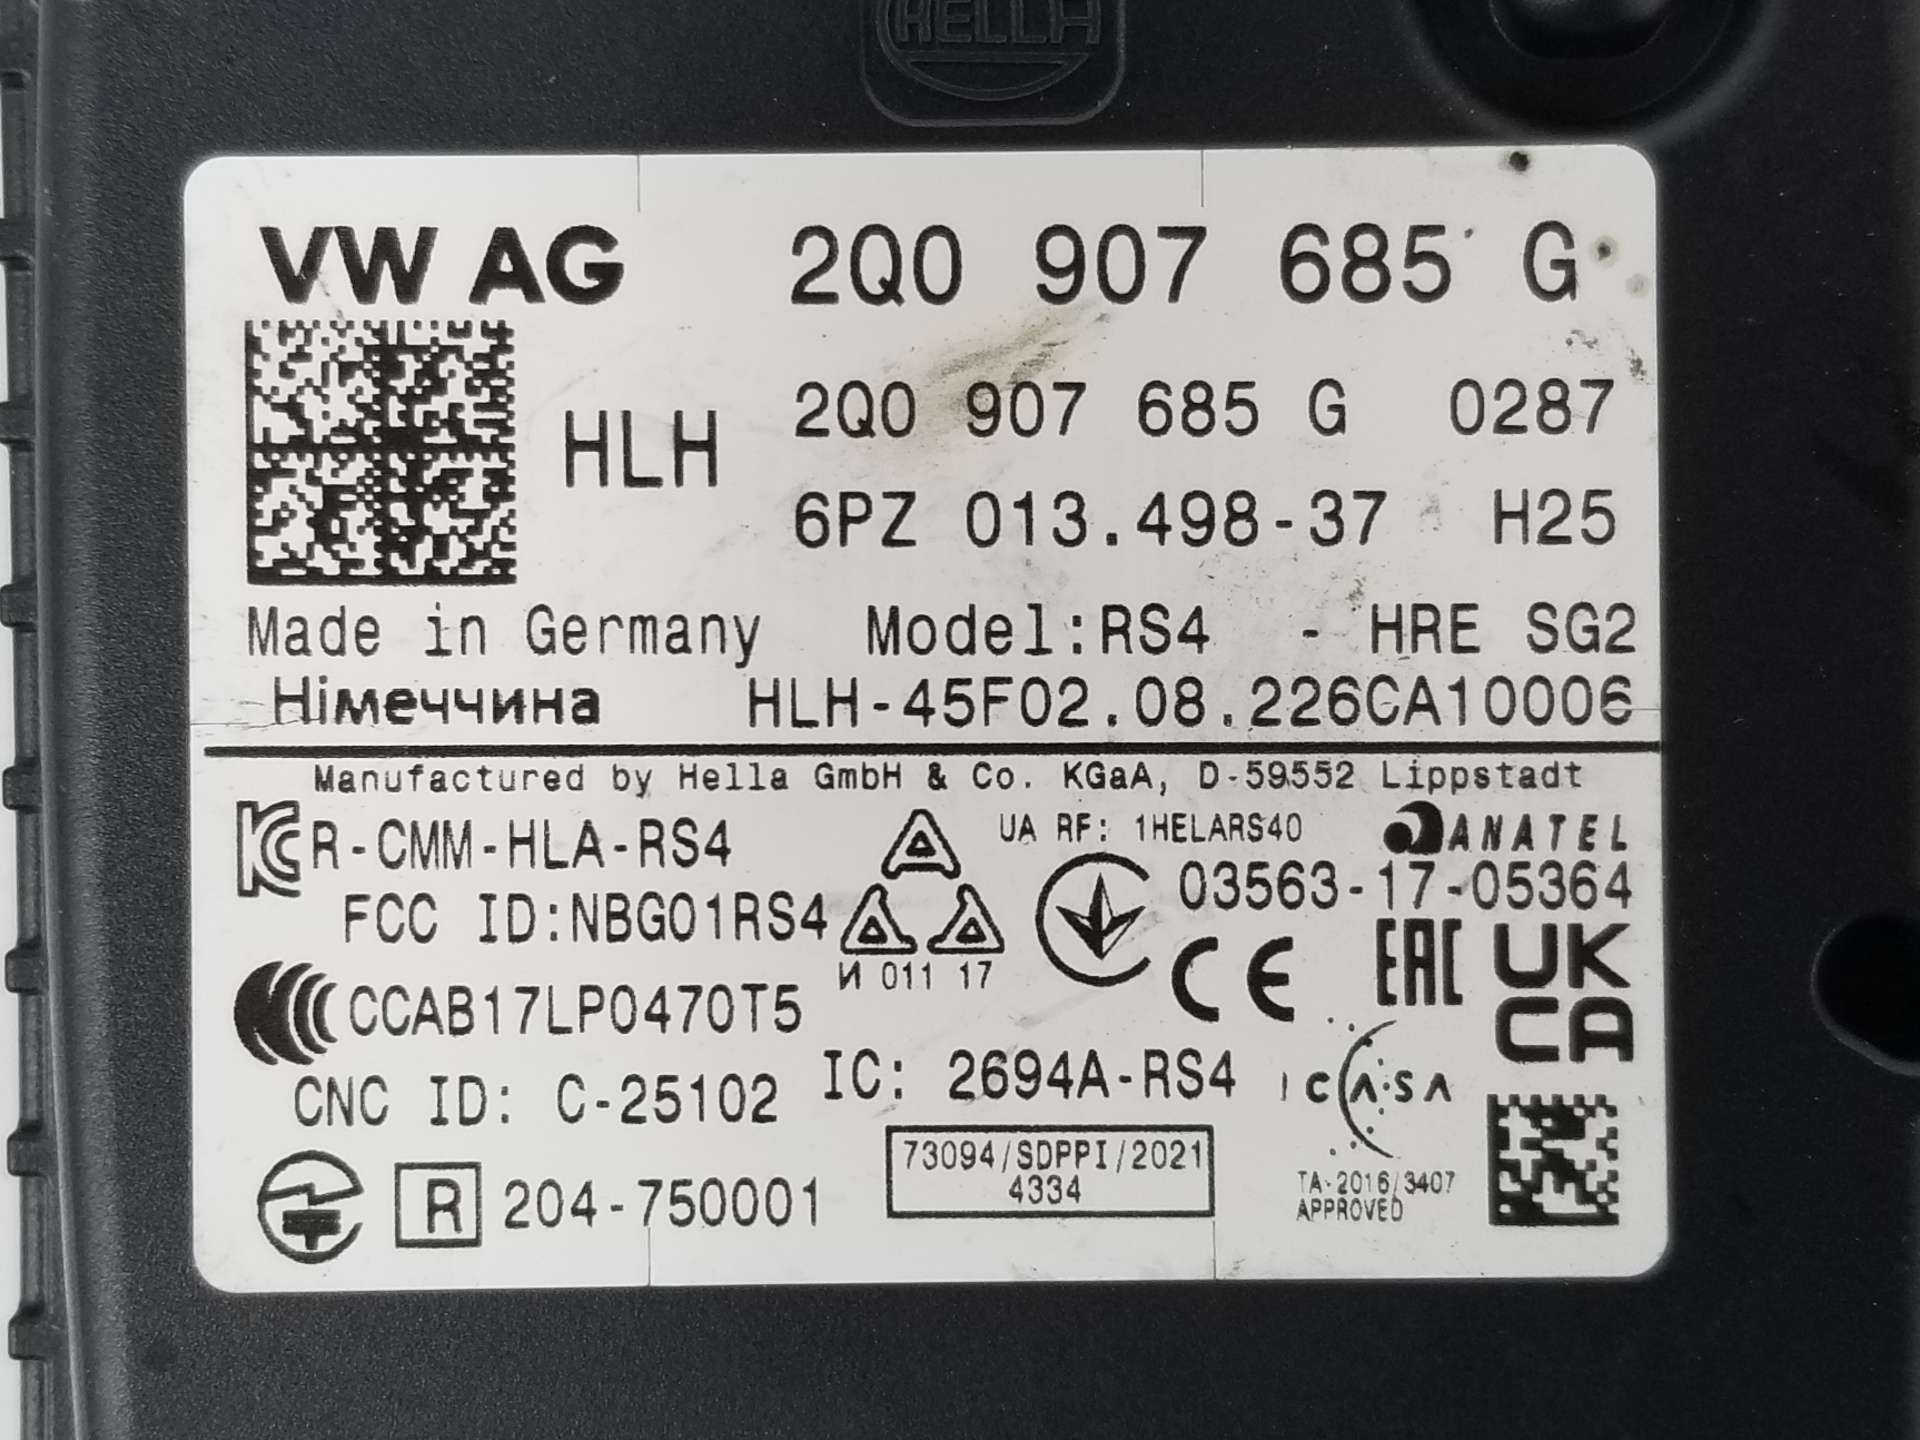 HELLA
VW AG 2Q0 907 685 G
HLH 2Q0 907 685 G 0287
6PZ 013.498-37 H25
Made in Germany Model:RS4 - HRE SG2
Німеччина HLH-45F02.08.226CA10006
Manufactured by Hella GmbH & Co. KGaA, D-59552 Lippstadt
KC R-CMM-HLA-RS4 UA RF: 1HELARS40 ANATEL
03563-17-05364
FCC ID:NBG01RS4
И 011 17 CE EAC UK
CA
CCAB17LP0470T5
CNC ID: C-25102 IC: 2694A-RS4 ICASA
R 204-750001 73094/SDPPI/2021
4334
TA-2016/3407
APPROVED